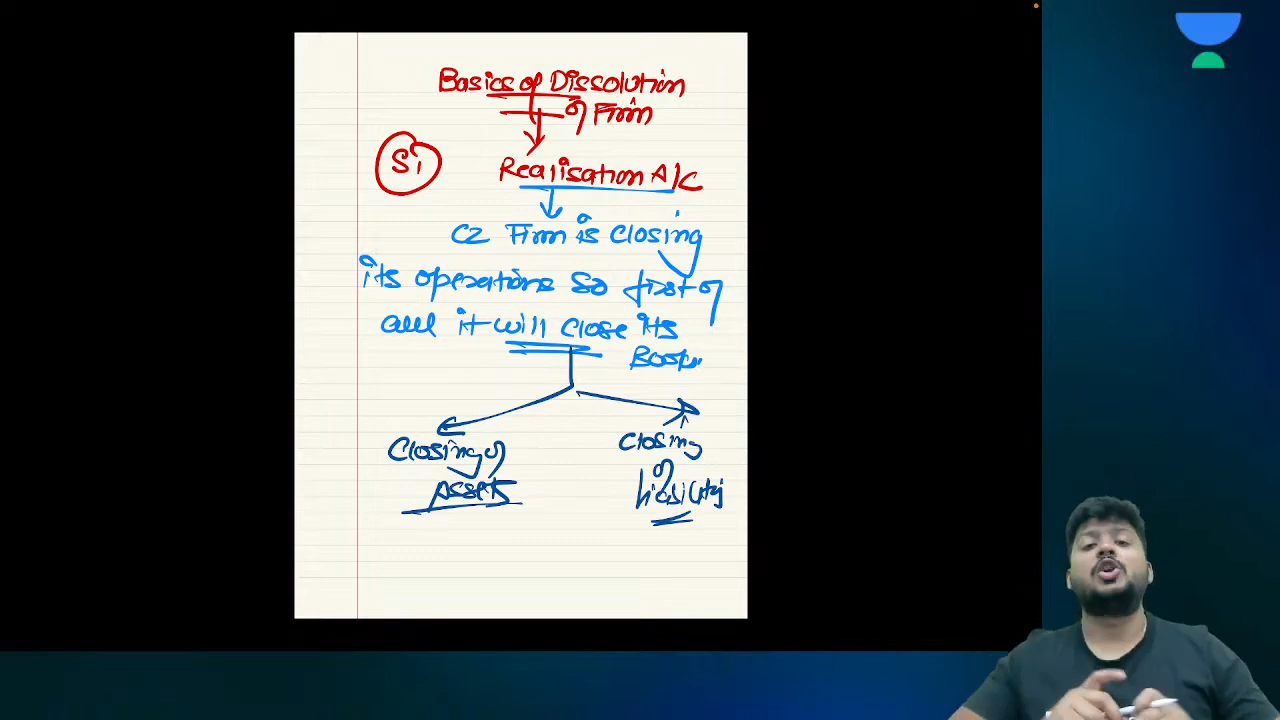 Basics of Dissolution
of Firm
S1
Realisation A/C
CZ Firm is Closing
its operations So first of
all it will close its
Books
Closing of
Assets
Closing
of
Liabilities